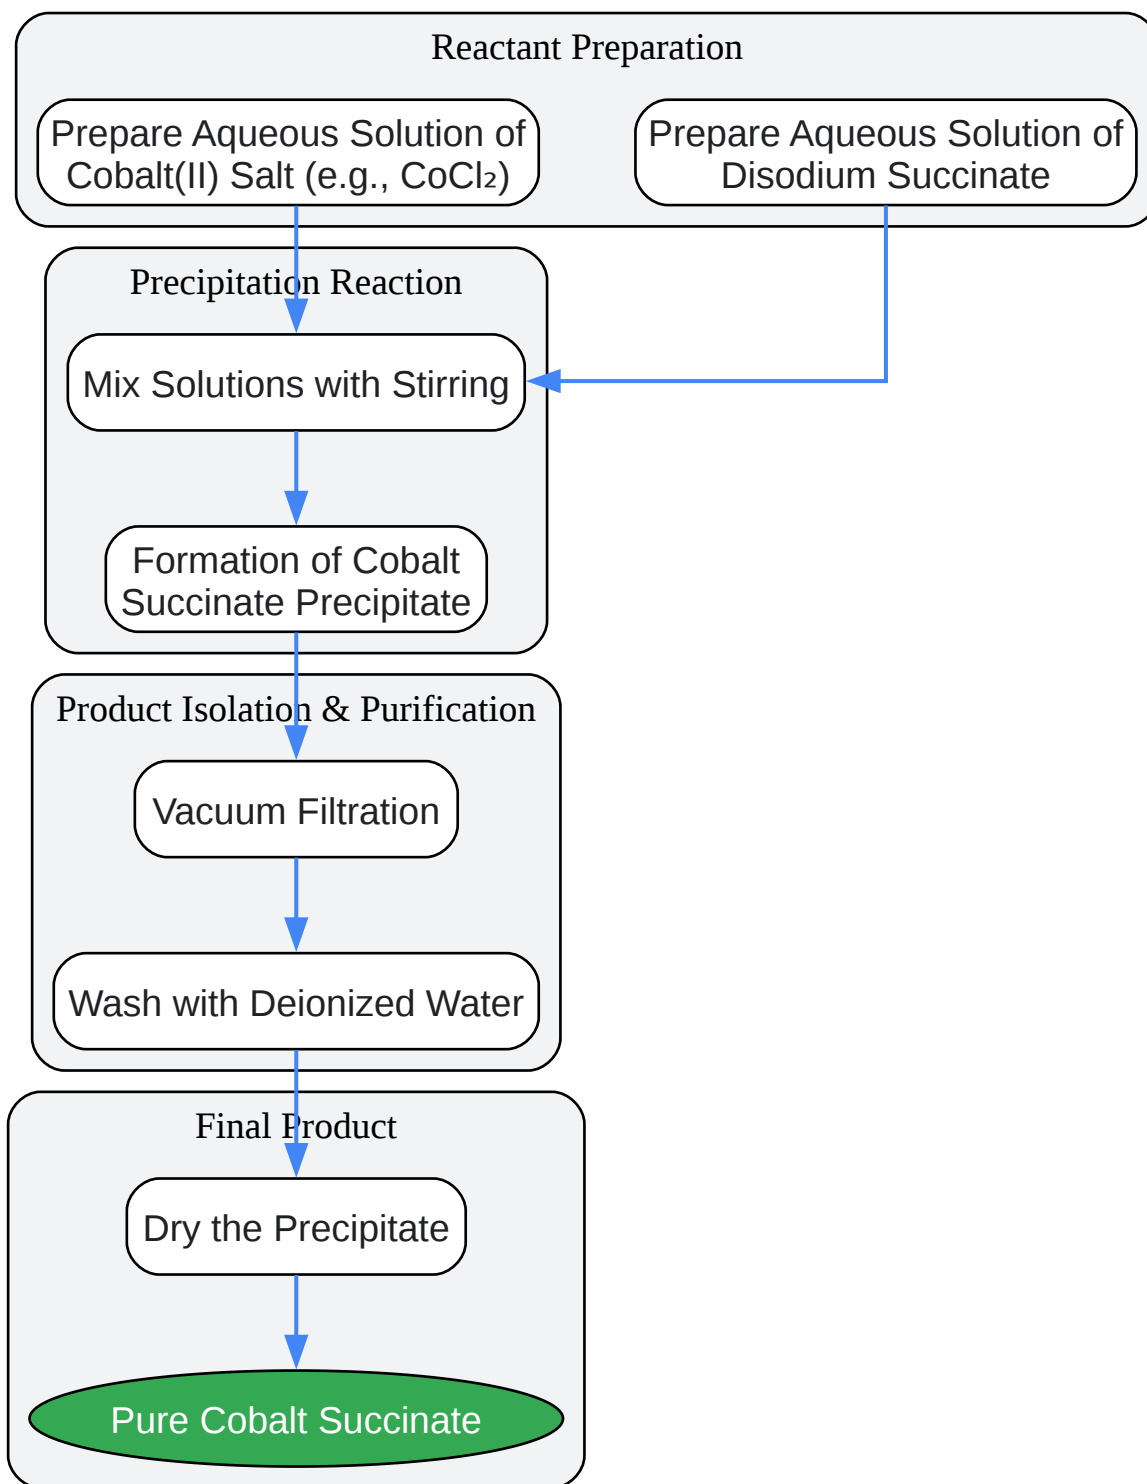 Reactant Preparation
Prepare Aqueous Solution of
Cobalt(II) Salt (e.g., CoCl₂)
Prepare Aqueous Solution of
Disodium Succinate
Precipitation Reaction
Mix Solutions with Stirring
Formation of Cobalt
Succinate Precipitate
Product Isolation & Purification
Vacuum Filtration
Wash with Deionized Water
Final Product
Dry the Precipitate
Pure Cobalt Succinate